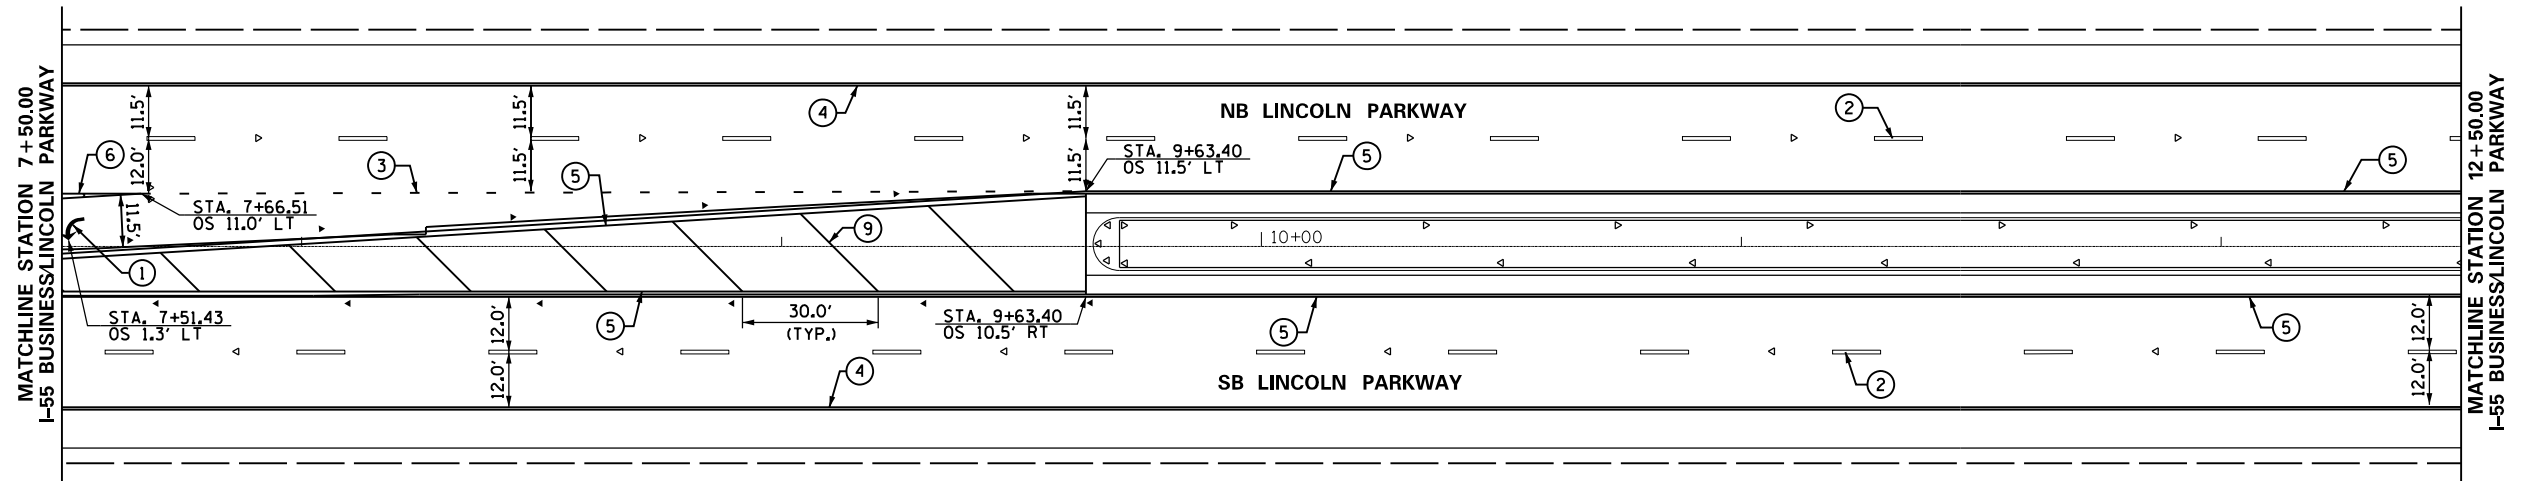 MATCHLINE STATION 7+50.00
I-55 BUSINESS/LINCOLN PARKWAY
11.5'
11.5'
11.5'
4
NB LINCOLN PARKWAY
2
6
12.0'
3
11.5'
5
11.5'
STA. 9+63.40
OS 11.5' LT
5
5
STA. 7+66.51
OS 11.0' LT
11.5'
1
9
10+00
STA. 7+51.43
OS 1.3' LT
12.0'
5
30.0'
(TYP.)
STA. 9+63.40
OS 10.5' RT
5
5
12.0'
12.0'
4
SB LINCOLN PARKWAY
2
12.0'
MATCHLINE STATION 12+50.00
I-55 BUSINESS/LINCOLN PARKWAY